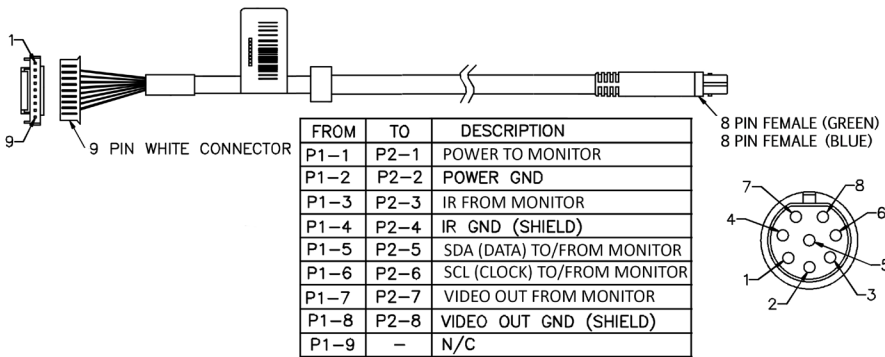 1
9
9 PIN WHITE CONNECTOR
8 PIN FEMALE (GREEN)
8 PIN FEMALE (BLUE)
FROM TO DESCRIPTION
P1-1 P2-1 POWER TO MONITOR
P1-2 P2-2 POWER GND
P1-3 P2-3 IR FROM MONITOR
P1-4 P2-4 IR GND (SHIELD)
P1-5 P2-5 SDA (DATA) TO/FROM MONITOR
P1-6 P2-6 SCL (CLOCK) TO/FROM MONITOR
P1-7 P2-7 VIDEO OUT FROM MONITOR
P1-8 P2-8 VIDEO OUT GND (SHIELD)
P1-9 - N/C
7 8
4 6
5
1 3
2